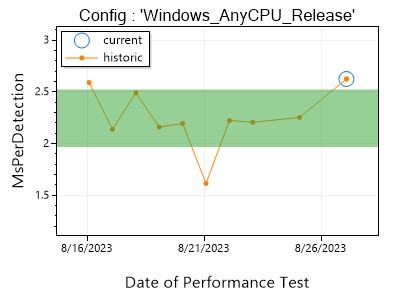 Config : 'Windows_AnyCPU_Release'
current
historic
3
2.5
2
1.5
MsPerDetection
8/16/2023
8/21/2023
8/26/2023
Date of Performance Test